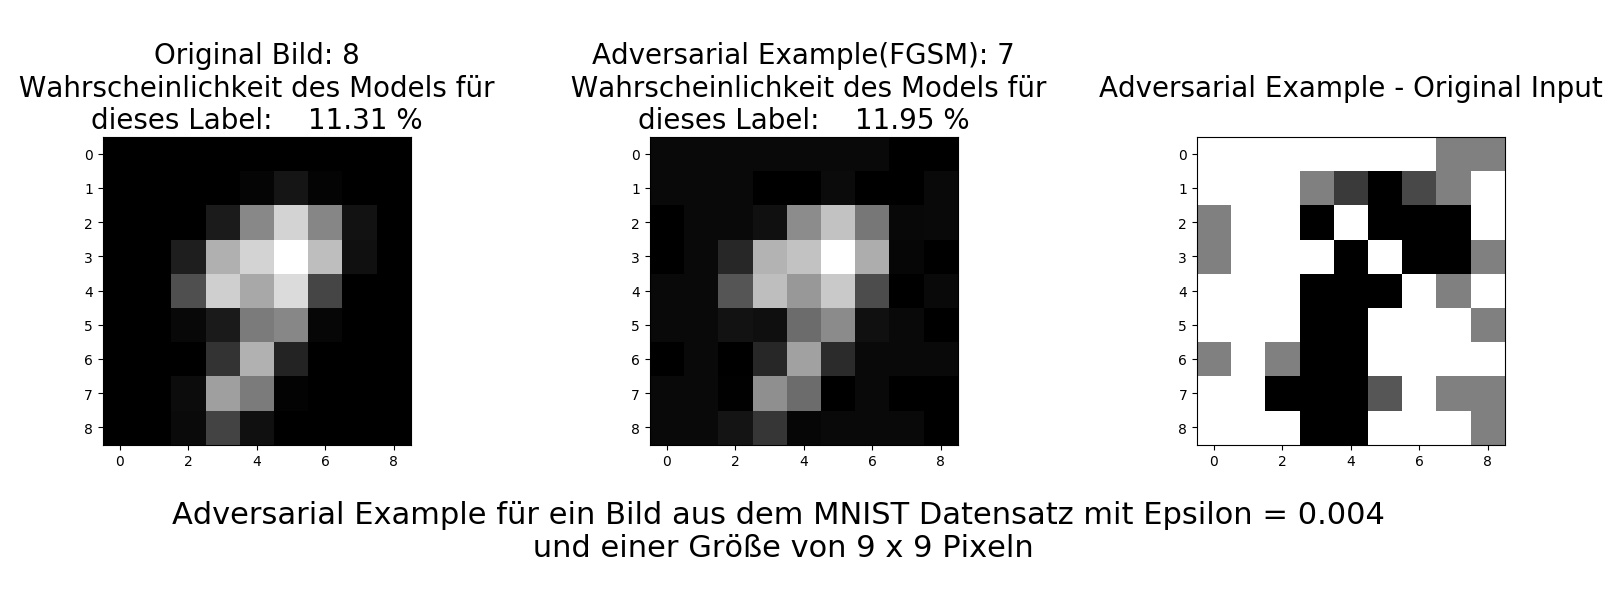 Original Bild: 8
Wahrscheinlichkeit des Models für
dieses Label: 11.31 %
Adversarial Example(FGSM): 7
Wahrscheinlichkeit des Models für
dieses Label: 11.95 %
Adversarial Example - Original Input
0
1
2
3
4
5
6
7
8
0 2 4 6 8
0
1
2
3
4
5
6
7
8
0 2 4 6 8
0
1
2
3
4
5
6
7
8
0 2 4 6 8
Adversarial Example für ein Bild aus dem MNIST Datensatz mit Epsilon = 0.004
und einer Größe von 9 x 9 Pixeln